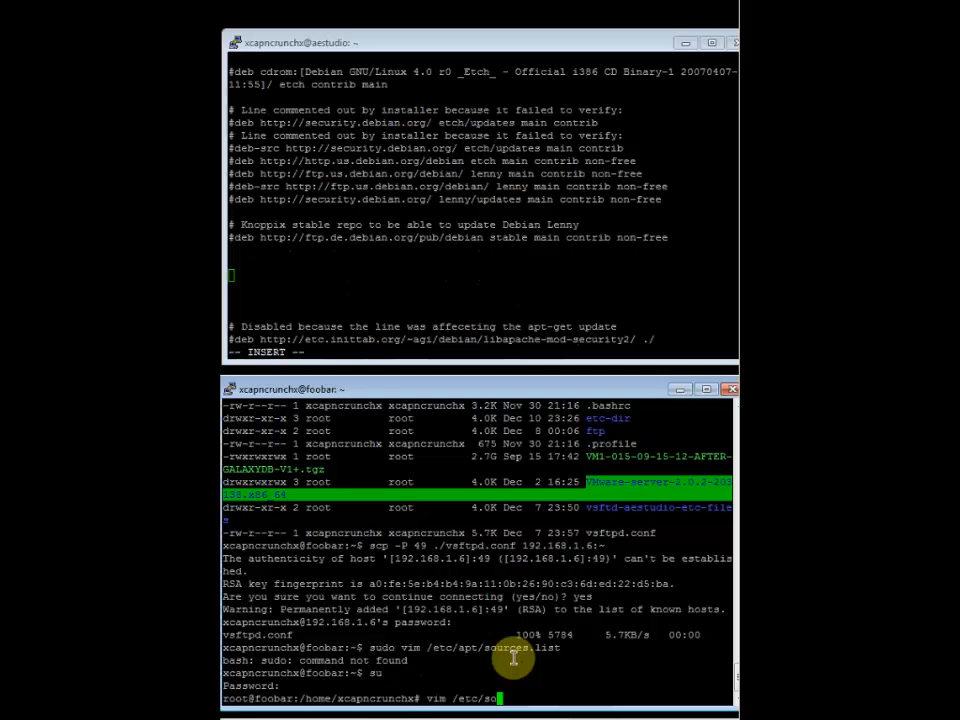 xcapncrunchx@aestudio: ~
#deb cdrom:[Debian GNU/Linux 4.0 r0 _Etch_ - Official i386 CD Binary-1 20070407-
11:55]/ etch contrib main
# Line commented out by installer because it failed to verify:
#deb http://security.debian.org/ etch/updates main contrib
# Line commented out by installer because it failed to verify:
#deb-src http://security.debian.org/ etch/updates main contrib
#deb http://http.us.debian.org/debian etch main contrib non-free
#deb http://ftp.us.debian.org/debian/ lenny main contrib non-free
#deb-src http://ftp.us.debian.org/debian/ lenny main contrib non-free
#deb http://security.debian.org/ lenny/updates main contrib non-free
# Knoppix stable repo to be able to update Debian Lenny
#deb http://ftp.de.debian.org/pub/debian stable main contrib non-free
# Disabled because the line was affeceting the apt-get update
#deb http://etc.inittab.org/~agi/debian/libapache-mod-security2/ ./
-- INSERT --
xcapncrunchx@foobar: ~
-rw-r--r-- 1 xcapncrunchx xcapncrunchx 3.2K Nov 30 21:16 .bashrc
drwxr-xr-x 3 root root 4.0K Dec 10 23:26 etc-dir
drwxr-xr-x 2 root root 4.0K Dec 8 00:06 ftp
-rw-r--r-- 1 xcapncrunchx xcapncrunchx 675 Nov 30 21:16 .profile
-rwxrwxrwx 1 root root 2.7G Sep 15 17:42 VM1-015-09-15-12-AFTER-
GALAXYDB-V1+.tgz
drwxrwxrwx 3 root root 4.0K Dec 2 16:25 VMware-server-2.0.2-203
138.x86_64
drwxr-xr-x 2 root root 4.0K Dec 7 23:50 vsftd-aestudio-etc-file
s
-rw-r--r-- 1 xcapncrunchx xcapncrunchx 5.7K Dec 7 23:57 vsftpd.conf
xcapncrunchx@foobar:~$ scp -P 49 ./vsftpd.conf 192.168.1.6:~
The authenticity of host '[192.168.1.6]:49 ([192.168.1.6]:49)' can't be establis
hed.
RSA key fingerprint is a0:fe:5e:b4:b4:9a:11:0b:26:90:c3:6d:ed:22:d5:ba.
Are you sure you want to continue connecting (yes/no)? yes
Warning: Permanently added '[192.168.1.6]:49' (RSA) to the list of known hosts.
xcapncrunchx@192.168.1.6's password:
vsftpd.conf 100% 5784 5.7KB/s 00:00
xcapncrunchx@foobar:~$ sudo vim /etc/apt/sources.list
bash: sudo: command not found
xcapncrunchx@foobar:~$ su
Password:
root@foobar:/home/xcapncrunchx# vim /etc/so